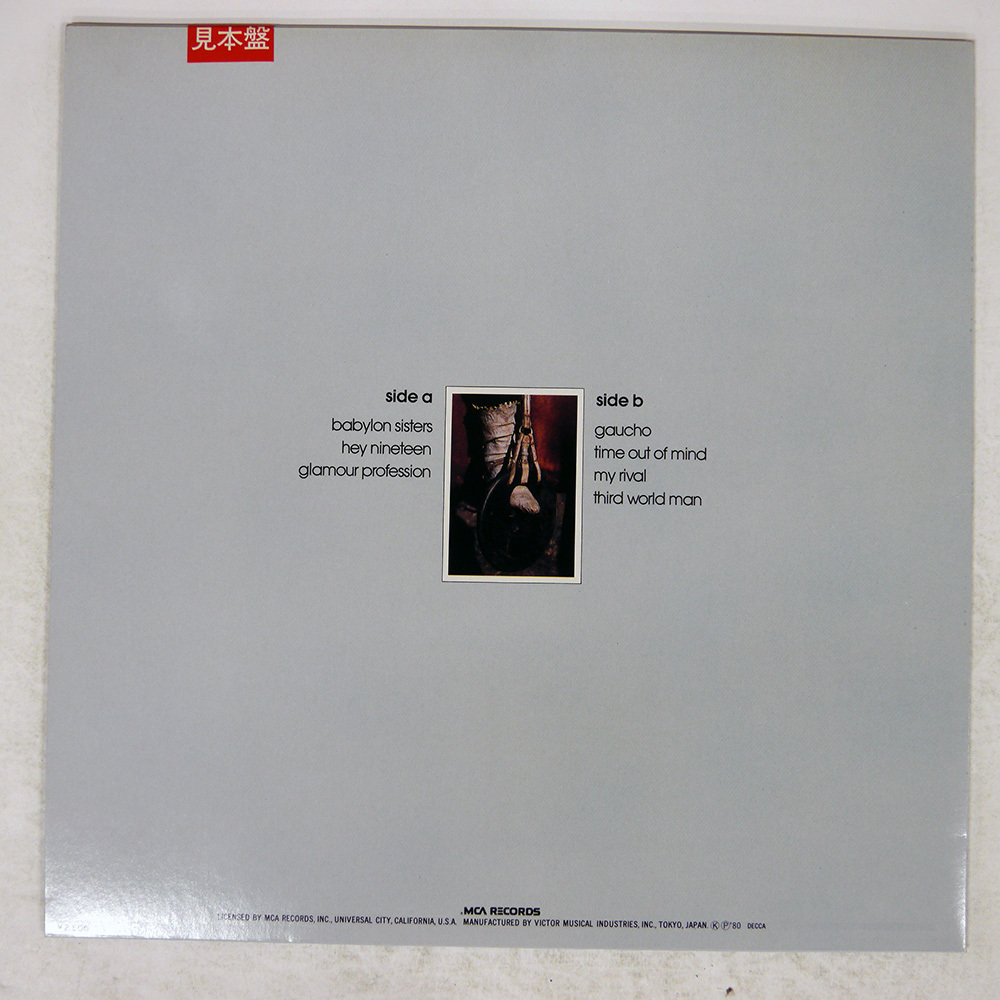 見本盤
side a
babylon sisters
hey nineteen
glamour profession
side b
gaucho
time out of mind
my rival
third world man
MCA RECORDS
LICENSED BY MCA RECORDS, INC., UNIVERSAL CITY, CALIFORNIA, U.S.A. MANUFACTURED BY VICTOR MUSICAL INDUSTRIES, INC., TOKYO, JAPAN. Ⓚ Ⓟ'80 DECCA